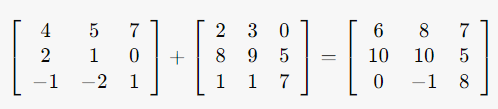 [ 4 5 7 ] [ 2 3 0 ] [ 6 8 7 ]
[ 2 1 0 ] + [ 8 9 5 ] = [ 10 10 5 ]
[ −1 −2 1 ] [ 1 1 7 ] [ 0 −1 8 ]